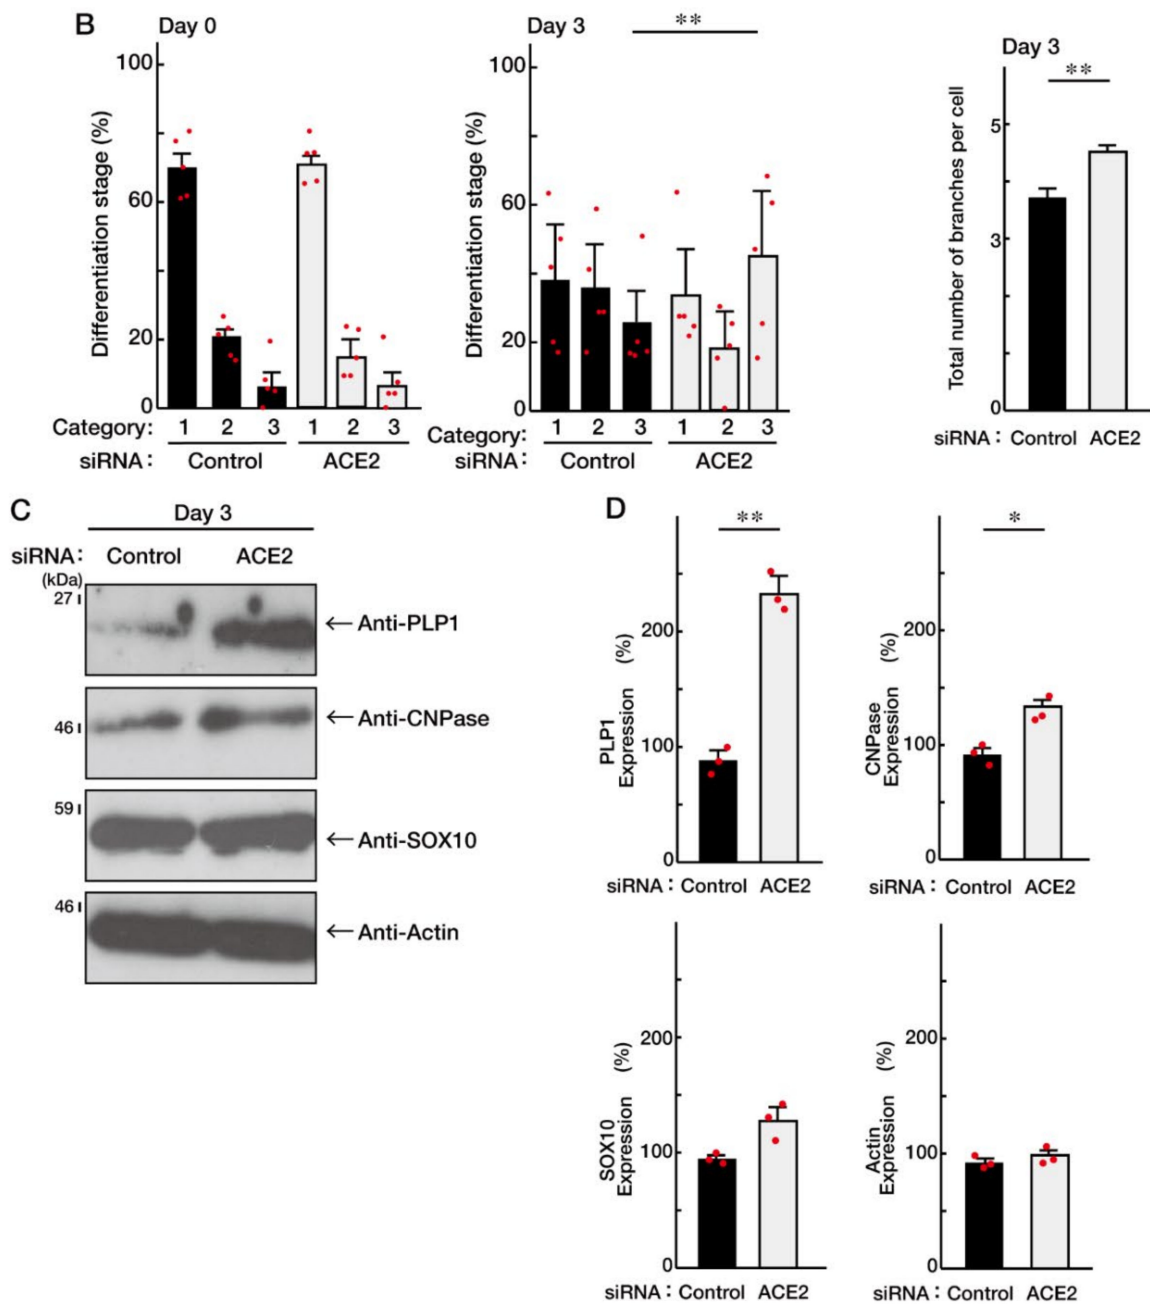 B
Day 0
Differentiation stage (%)
100
60
20
0
Category: 1 2 3 1 2 3
siRNA: Control ACE2
Day 3
**
Differentiation stage (%)
100
60
20
0
Category: 1 2 3 1 2 3
siRNA: Control ACE2
Day 3
**
Total number of branches per cell
5
3
0
siRNA: Control ACE2
C
Day 3
siRNA: Control ACE2
(kDa)
27
Anti-PLP1
46
Anti-CNPase
59
Anti-SOX10
46
Anti-Actin
D
**
PLP1
Expression (%)
200
100
0
siRNA: Control ACE2
*
CNPase
Expression (%)
200
100
0
siRNA: Control ACE2
SOX10
Expression (%)
200
100
0
siRNA: Control ACE2
Actin
Expression (%)
200
100
0
siRNA: Control ACE2